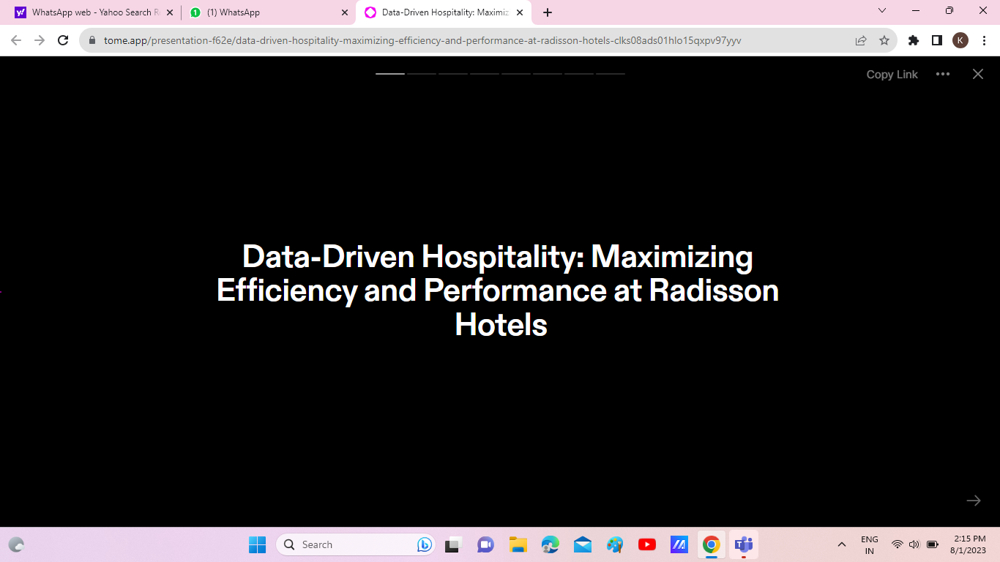 WhatsApp web - Yahoo Search R
(1) WhatsApp
Data-Driven Hospitality: Maximiz
tome.app/presentation-f62e/data-driven-hospitality-maximizing-efficiency-and-performance-at-radisson-hotels-clks08ads01hlo15qxpv97yyv
K
Copy Link
Data-Driven Hospitality: Maximizing
Efficiency and Performance at Radisson
Hotels
Search
ENG
IN
2:15 PM
8/1/2023